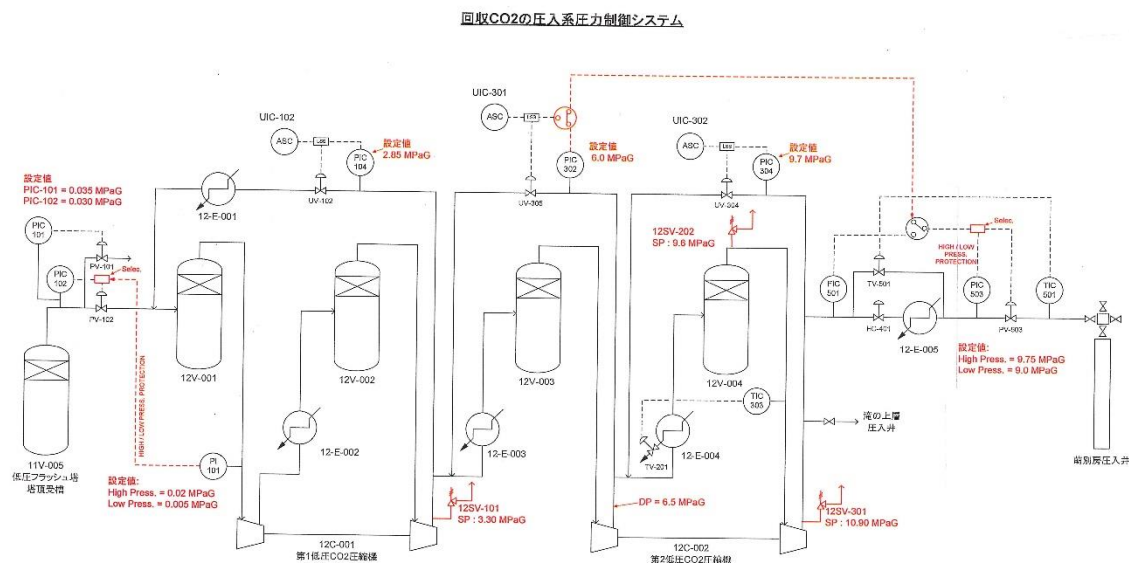 回収CO2の圧入系圧力制御システム
UIC-301
UIC-102
UIC-302
ASC
LSS
ASC
LSS
ASC
LSS
PIC
104
設定値
2.85 MPaG
PIC
302
設定値
6.0 MPaG
PIC
304
設定値
9.7 MPaG
設定値
PIC-101 = 0.035 MPaG
PIC-102 = 0.030 MPaG
12-E-001
UV-102
UV-305
UV-304
PIC
101
PV-101
PIC
102
Selec.
PV-102
12SV-202
SP : 9.6 MPaG
Selec.
HIGH / LOW
PRESS.
PROTECTION
FIC
501
TV-501
PIC
503
TIC
501
HC-401
PV-503
12-E-005
12V-001
12V-002
12V-003
12V-004
設定値:
High Press. = 9.75 MPaG
Low Press. = 9.0 MPaG
HIGH / LOW PRESS. PROTECTION
TIC
303
滝の上層
圧入井
12-E-002
12-E-003
TV-201
12-E-004
11V-005
低圧フラッシュ塔
塔頂受槽
PI
101
萌別層圧入井
設定値:
High Press. = 0.02 MPaG
Low Press. = 0.005 MPaG
12SV-101
SP : 3.30 MPaG
DP = 6.5 MPaG
12SV-301
SP : 10.90 MPaG
12C-001
第1低圧CO2圧縮機
12C-002
第2低圧CO2圧縮機